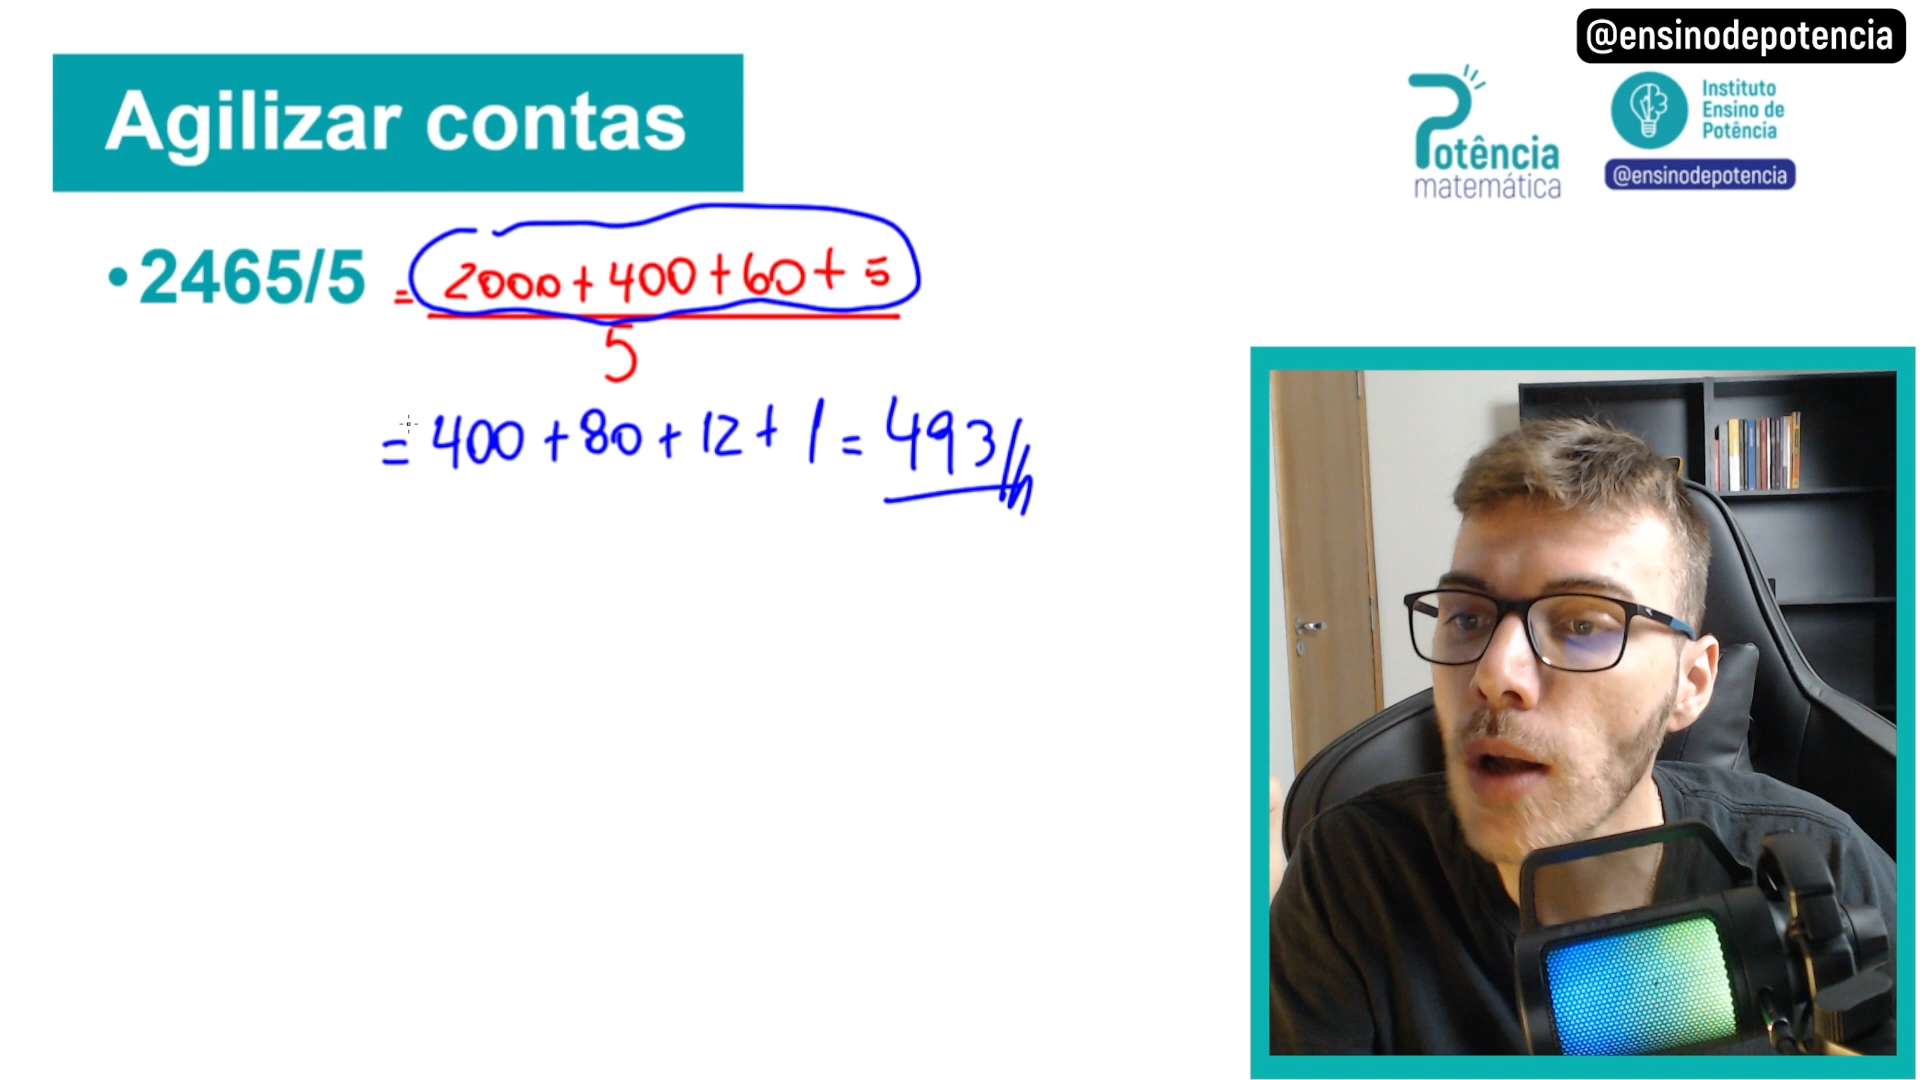 @ensinodepotencia
Agilizar contas
Potência
matemática
Instituto
Ensino de
Potência
@ensinodepotencia
•2465/5 = 2000+400+60+5
5
= 400+80+12+1=493//